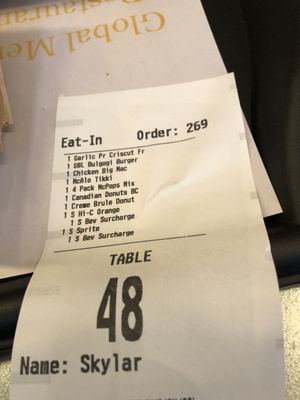 Global Me
Restauran
Eat-In Order: 269
1 Garlic Pr Criscut Fr
1 DBL Bulgogi Burger
1 Chicken Big Mac
1 McAlo Tikki
1 4 Pack McPops Mix
1 Canadian Donuts BC
1 Creme Brule Donut
1 S Hi-C Orange
1 S Bev Surcharge
1 S Sprite
1 S Bev Surcharge
TABLE
48
Name: Skylar